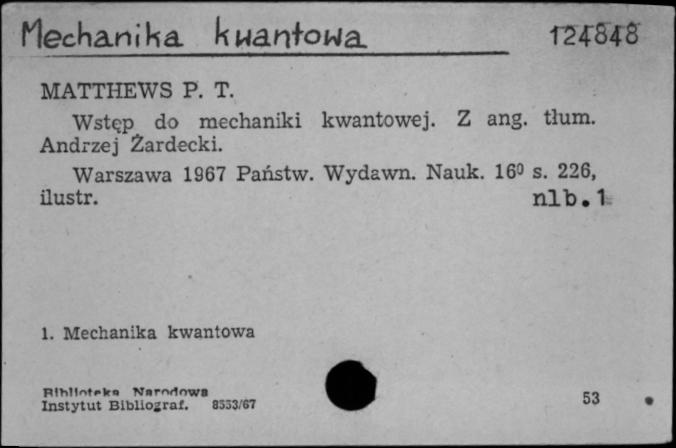 Mechanika kwantowa 124848
MATTHEWS P. T.
Wstęp do mechaniki kwantowej. Z ang. tłum.
Andrzej Żardecki.
Warszawa 1967 Państw. Wydawn. Nauk. 16⁰ s. 226,
ilustr. nlb. 1
1. Mechanika kwantowa
Biblioteka Narodowa
Instytut Bibliograf. 8553/67 53